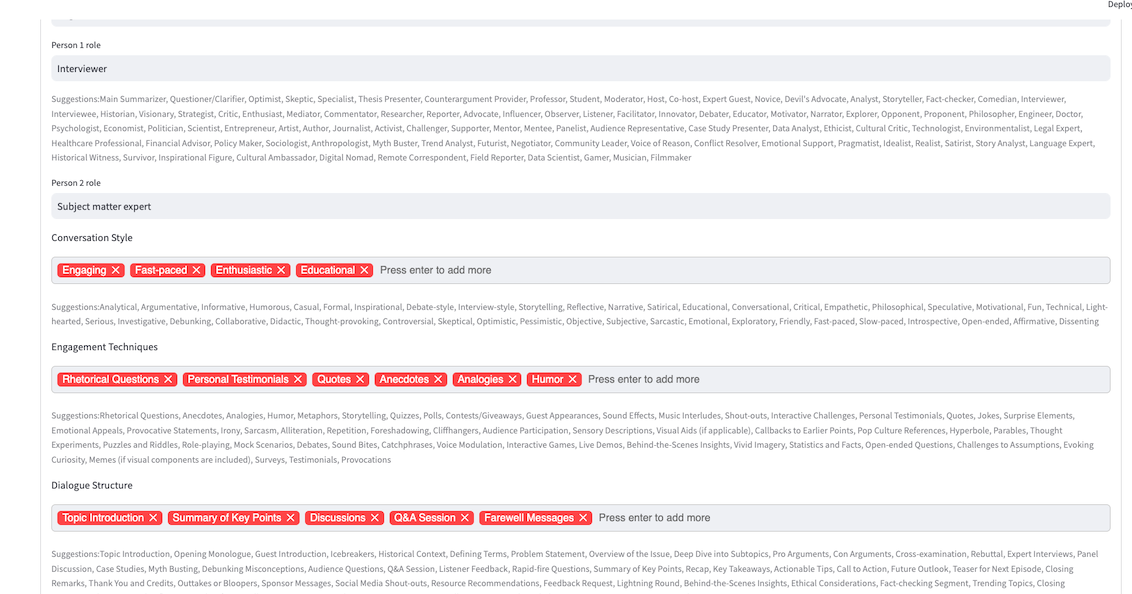 Deploy
Person 1 role
Interviewer
Suggestions:Main Summarizer, Questioner/Clarifier, Optimist, Skeptic, Specialist, Thesis Presenter, Counterargument Provider, Professor, Student, Moderator, Host, Co-host, Expert Guest, Novice, Devil's Advocate, Analyst, Storyteller, Fact-checker, Comedian, Interviewer,
Interviewee, Historian, Visionary, Strategist, Critic, Enthusiast, Mediator, Commentator, Researcher, Reporter, Advocate, Influencer, Observer, Listener, Facilitator, Innovator, Debater, Educator, Motivator, Narrator, Explorer, Opponent, Proponent, Philosopher, Engineer, Doctor,
Psychologist, Economist, Politician, Scientist, Entrepreneur, Artist, Author, Journalist, Activist, Challenger, Supporter, Mentor, Mentee, Panelist, Audience Representative, Case Study Presenter, Data Analyst, Ethicist, Cultural Critic, Technologist, Environmentalist, Legal Expert,
Healthcare Professional, Financial Advisor, Policy Maker, Sociologist, Anthropologist, Myth Buster, Trend Analyst, Futurist, Negotiator, Community Leader, Voice of Reason, Conflict Resolver, Emotional Support, Pragmatist, Idealist, Realist, Satirist, Story Analyst, Language Expert,
Historical Witness, Survivor, Inspirational Figure, Cultural Ambassador, Digital Nomad, Remote Correspondent, Field Reporter, Data Scientist, Gamer, Musician, Filmmaker
Person 2 role
Subject matter expert
Conversation Style
Engaging Fast-paced Enthusiastic Educational Press enter to add more
Suggestions:Analytical, Argumentative, Informative, Humorous, Casual, Formal, Inspirational, Debate-style, Interview-style, Storytelling, Reflective, Narrative, Satirical, Educational, Conversational, Critical, Empathetic, Philosophical, Speculative, Motivational, Fun, Technical, Light-
hearted, Serious, Investigative, Debunking, Collaborative, Didactic, Thought-provoking, Controversial, Skeptical, Optimistic, Pessimistic, Objective, Subjective, Sarcastic, Emotional, Exploratory, Friendly, Fast-paced, Slow-paced, Introspective, Open-ended, Affirmative, Dissenting
Engagement Techniques
Rhetorical Questions Personal Testimonials Quotes Anecdotes Analogies Humor Press enter to add more
Suggestions:Rhetorical Questions, Anecdotes, Analogies, Humor, Metaphors, Storytelling, Quizzes, Polls, Contests/Giveaways, Guest Appearances, Sound Effects, Music Interludes, Shout-outs, Interactive Challenges, Personal Testimonials, Quotes, Jokes, Surprise Elements,
Emotional Appeals, Provocative Statements, Irony, Sarcasm, Alliteration, Repetition, Foreshadowing, Cliffhangers, Audience Participation, Sensory Descriptions, Visual Aids (if applicable), Callbacks to Earlier Points, Pop Culture References, Hyperbole, Parables, Thought
Experiments, Puzzles and Riddles, Role-playing, Mock Scenarios, Debates, Sound Bites, Catchphrases, Voice Modulation, Interactive Games, Live Demos, Behind-the-Scenes Insights, Vivid Imagery, Statistics and Facts, Open-ended Questions, Challenges to Assumptions, Evoking
Curiosity, Memes (if visual components are included), Surveys, Testimonials, Provocations
Dialogue Structure
Topic Introduction Summary of Key Points Discussions Q&A Session Farewell Messages Press enter to add more
Suggestions:Topic Introduction, Opening Monologue, Guest Introduction, Icebreakers, Historical Context, Defining Terms, Problem Statement, Overview of the Issue, Deep Dive into Subtopics, Pro Arguments, Con Arguments, Cross-examination, Rebuttal, Expert Interviews, Panel
Discussion, Case Studies, Myth Busting, Debunking Misconceptions, Audience Questions, Q&A Session, Listener Feedback, Rapid-fire Questions, Summary of Key Points, Recap, Key Takeaways, Actionable Tips, Call to Action, Future Outlook, Teaser for Next Episode, Closing
Remarks, Thank You and Credits, Outtakes or Bloopers, Sponsor Messages, Social Media Shout-outs, Resource Recommendations, Feedback Request, Lightning Round, Behind-the-Scenes Insights, Ethical Considerations, Fact-checking Segment, Trending Topics, Closing